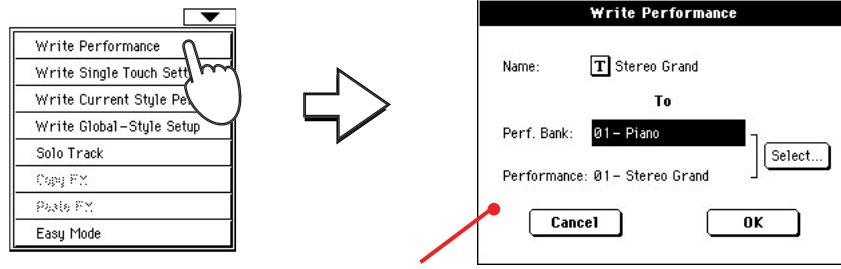 Write Performance
Write Single Touch Sett
Write Current Style Pe
Write Global-Style Setup
Solo Track
Copy FX
Paste FX
Easy Mode
Write Performance
Name: T Stereo Grand
To
Perf. Bank: 01- Piano
Select...
Performance: 01- Stereo Grand
Cancel OK